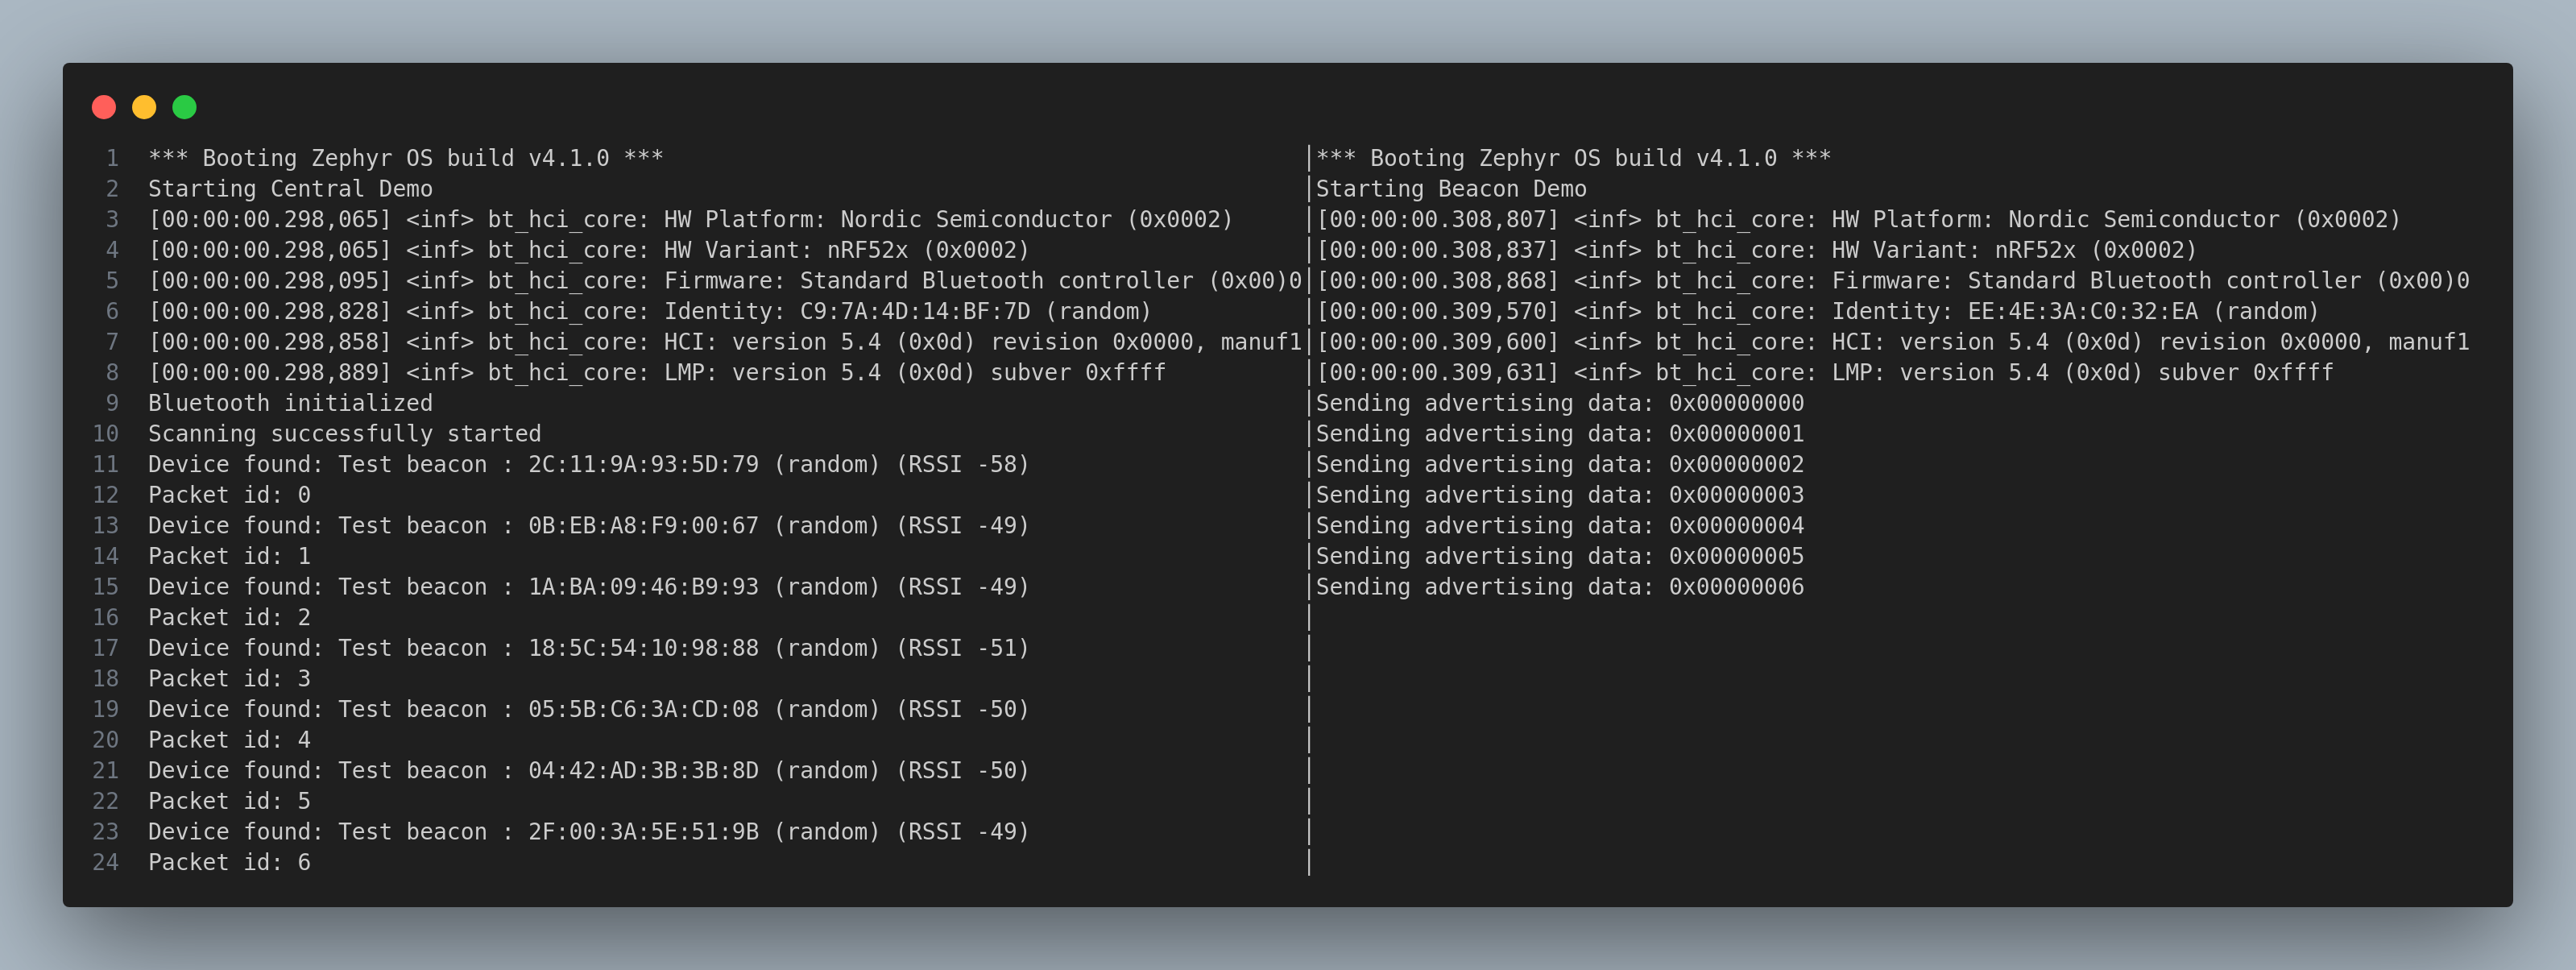 1 *** Booting Zephyr OS build v4.1.0 *** |*** Booting Zephyr OS build v4.1.0 ***
2 Starting Central Demo |Starting Beacon Demo
3 [00:00:00.298,065] <inf> bt_hci_core: HW Platform: Nordic Semiconductor (0x0002) |[00:00:00.308,807] <inf> bt_hci_core: HW Platform: Nordic Semiconductor (0x0002)
4 [00:00:00.298,065] <inf> bt_hci_core: HW Variant: nRF52x (0x0002) |[00:00:00.308,837] <inf> bt_hci_core: HW Variant: nRF52x (0x0002)
5 [00:00:00.298,095] <inf> bt_hci_core: Firmware: Standard Bluetooth controller (0x00)0|[00:00:00.308,868] <inf> bt_hci_core: Firmware: Standard Bluetooth controller (0x00)0
6 [00:00:00.298,828] <inf> bt_hci_core: Identity: C9:7A:4D:14:BF:7D (random) |[00:00:00.309,570] <inf> bt_hci_core: Identity: EE:4E:3A:C0:32:EA (random)
7 [00:00:00.298,858] <inf> bt_hci_core: HCI: version 5.4 (0x0d) revision 0x0000, manuf1|[00:00:00.309,600] <inf> bt_hci_core: HCI: version 5.4 (0x0d) revision 0x0000, manuf1
8 [00:00:00.298,889] <inf> bt_hci_core: LMP: version 5.4 (0x0d) subver 0xffff |[00:00:00.309,631] <inf> bt_hci_core: LMP: version 5.4 (0x0d) subver 0xffff
9 Bluetooth initialized |Sending advertising data: 0x00000000
10 Scanning successfully started |Sending advertising data: 0x00000001
11 Device found: Test beacon : 2C:11:9A:93:5D:79 (random) (RSSI -58) |Sending advertising data: 0x00000002
12 Packet id: 0 |Sending advertising data: 0x00000003
13 Device found: Test beacon : 0B:EB:A8:F9:00:67 (random) (RSSI -49) |Sending advertising data: 0x00000004
14 Packet id: 1 |Sending advertising data: 0x00000005
15 Device found: Test beacon : 1A:BA:09:46:B9:93 (random) (RSSI -49) |Sending advertising data: 0x00000006
16 Packet id: 2 |
17 Device found: Test beacon : 18:5C:54:10:98:88 (random) (RSSI -51) |
18 Packet id: 3 |
19 Device found: Test beacon : 05:5B:C6:3A:CD:08 (random) (RSSI -50) |
20 Packet id: 4 |
21 Device found: Test beacon : 04:42:AD:3B:3B:8D (random) (RSSI -50) |
22 Packet id: 5 |
23 Device found: Test beacon : 2F:00:3A:5E:51:9B (random) (RSSI -49) |
24 Packet id: 6 |